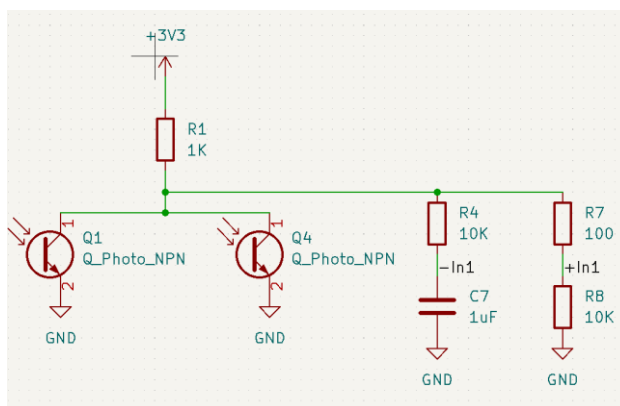 +3V3
R1
1K
1
Q1
Q_Photo_NPN
2
GND
1
Q4
Q_Photo_NPN
2
GND
R4
10K
-In1
C7
1uF
GND
R7
100
+In1
R8
10K
GND